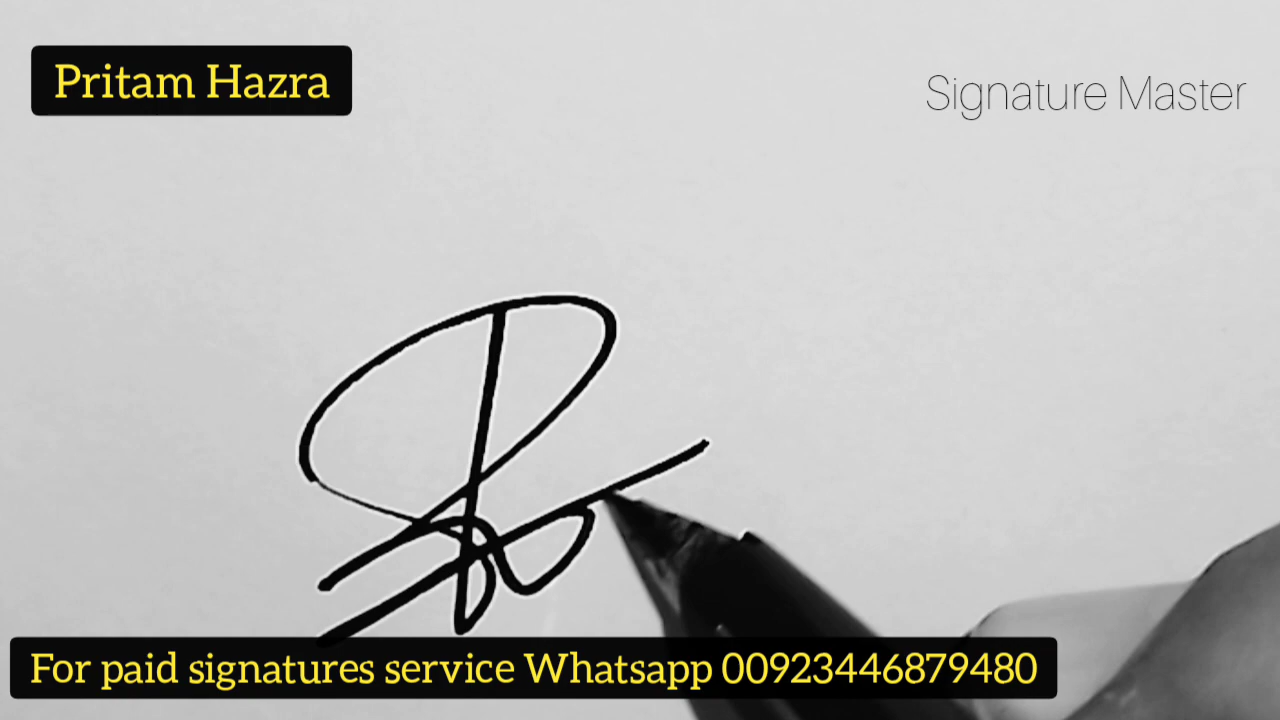 Pritam Hazra
Signature Master
For paid signatures service Whatsapp 00923446879480